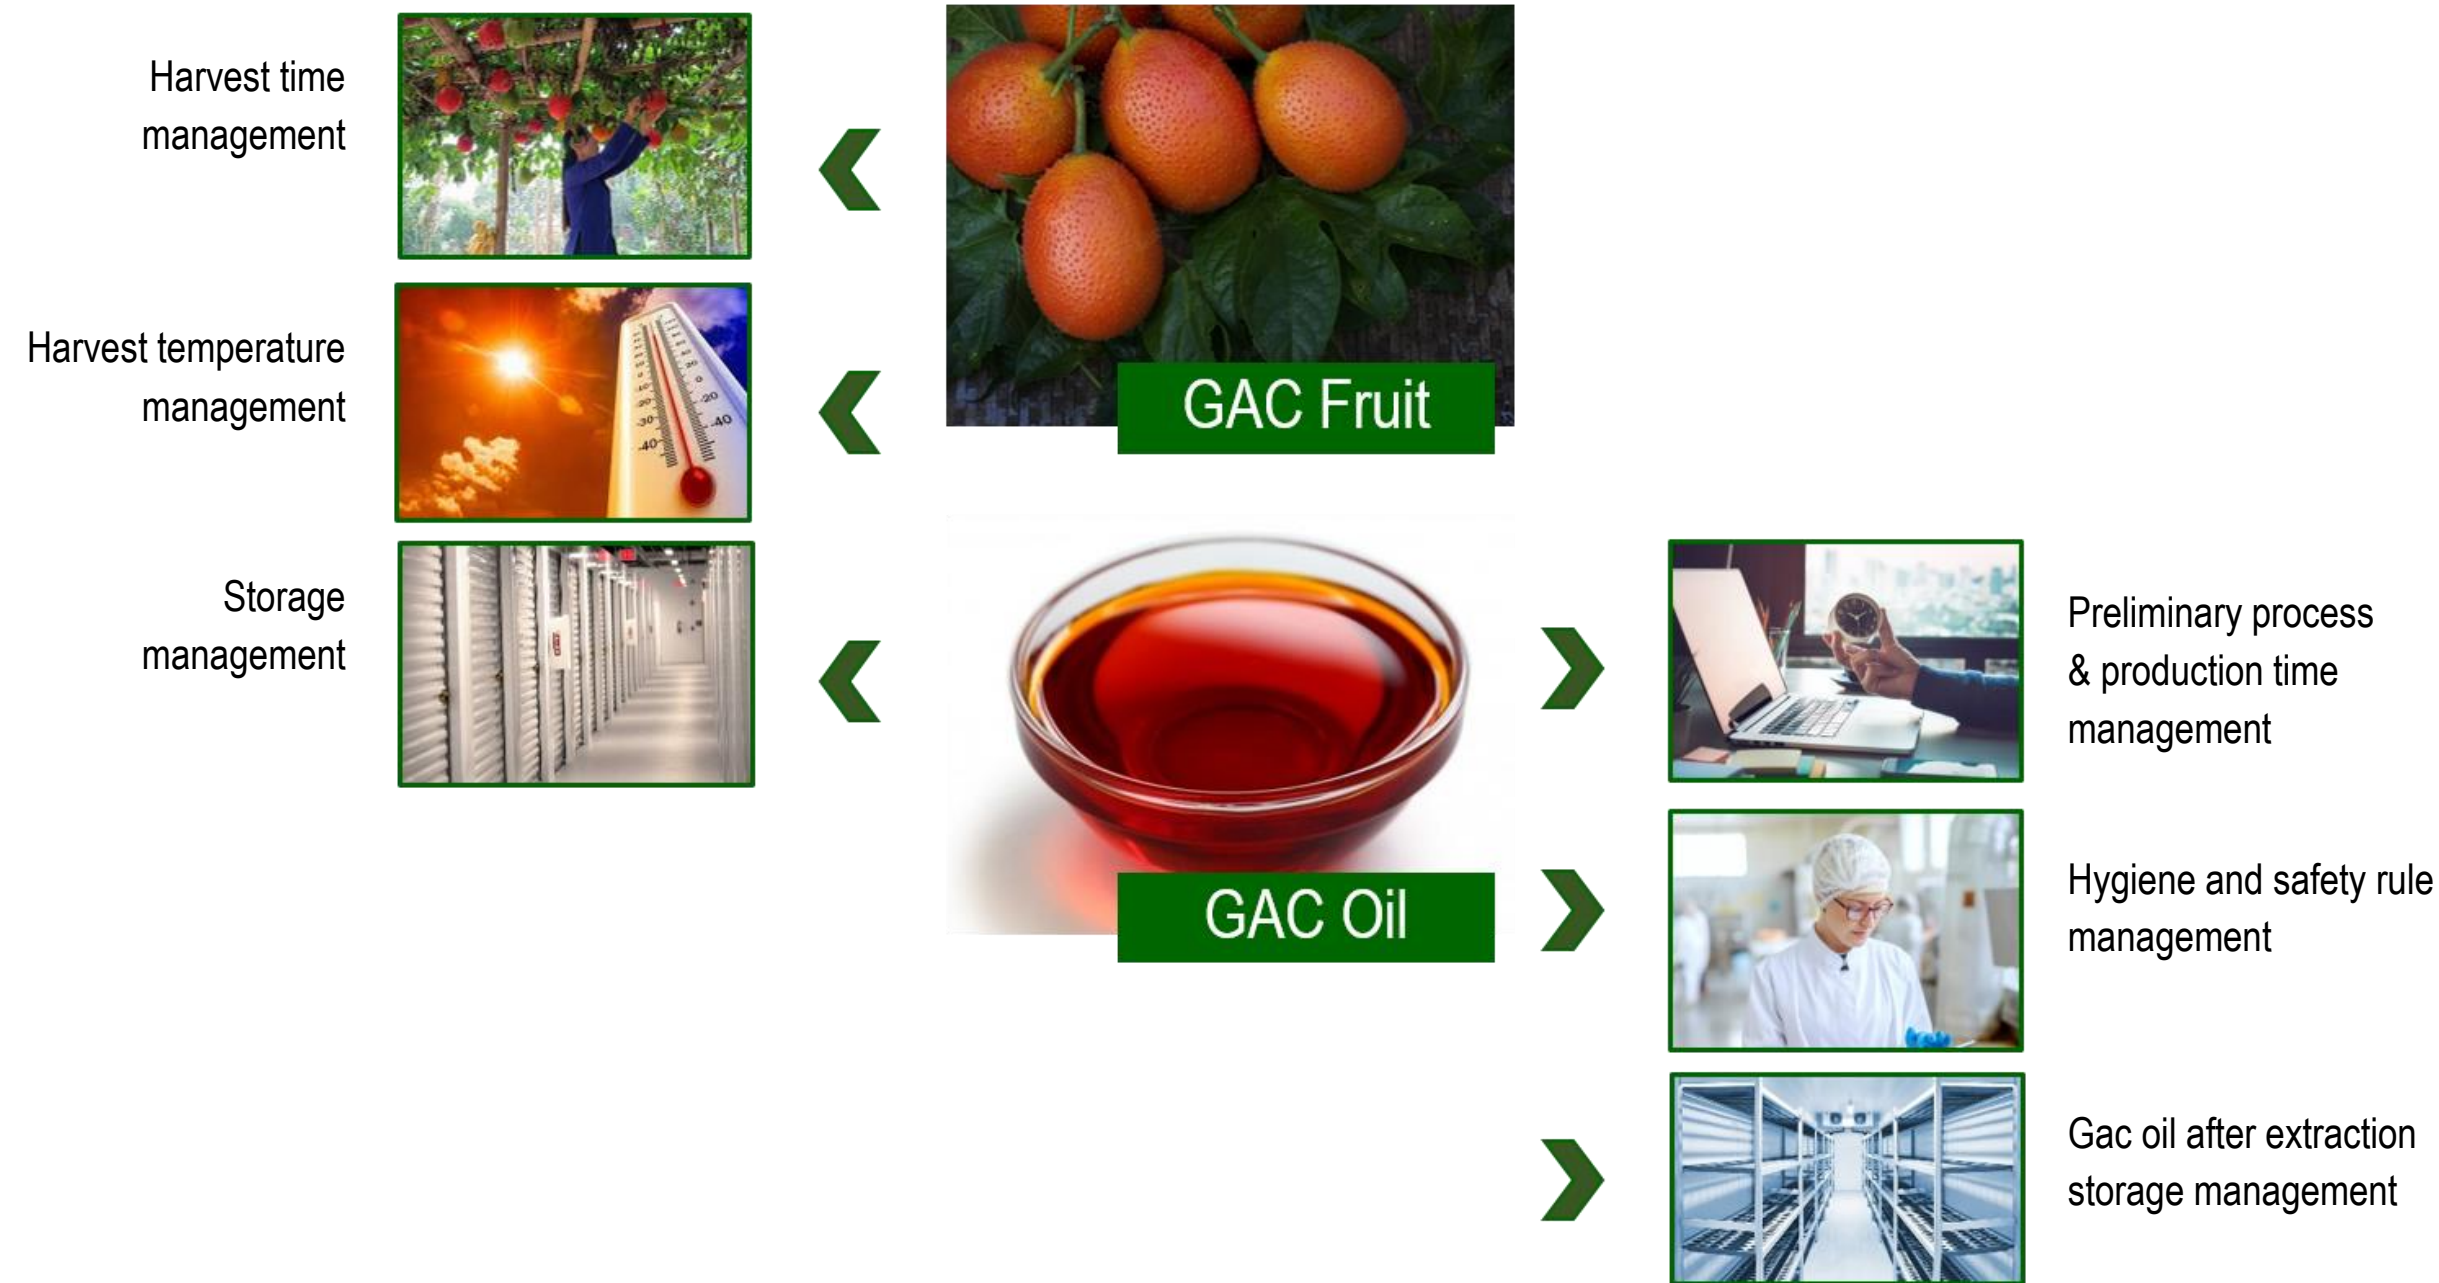 Harvest time
management
Harvest temperature
management
Storage
management
GAC Fruit
GAC Oil
Preliminary process
& production time
management
Hygiene and safety rule
management
Gac oil after extraction
storage management